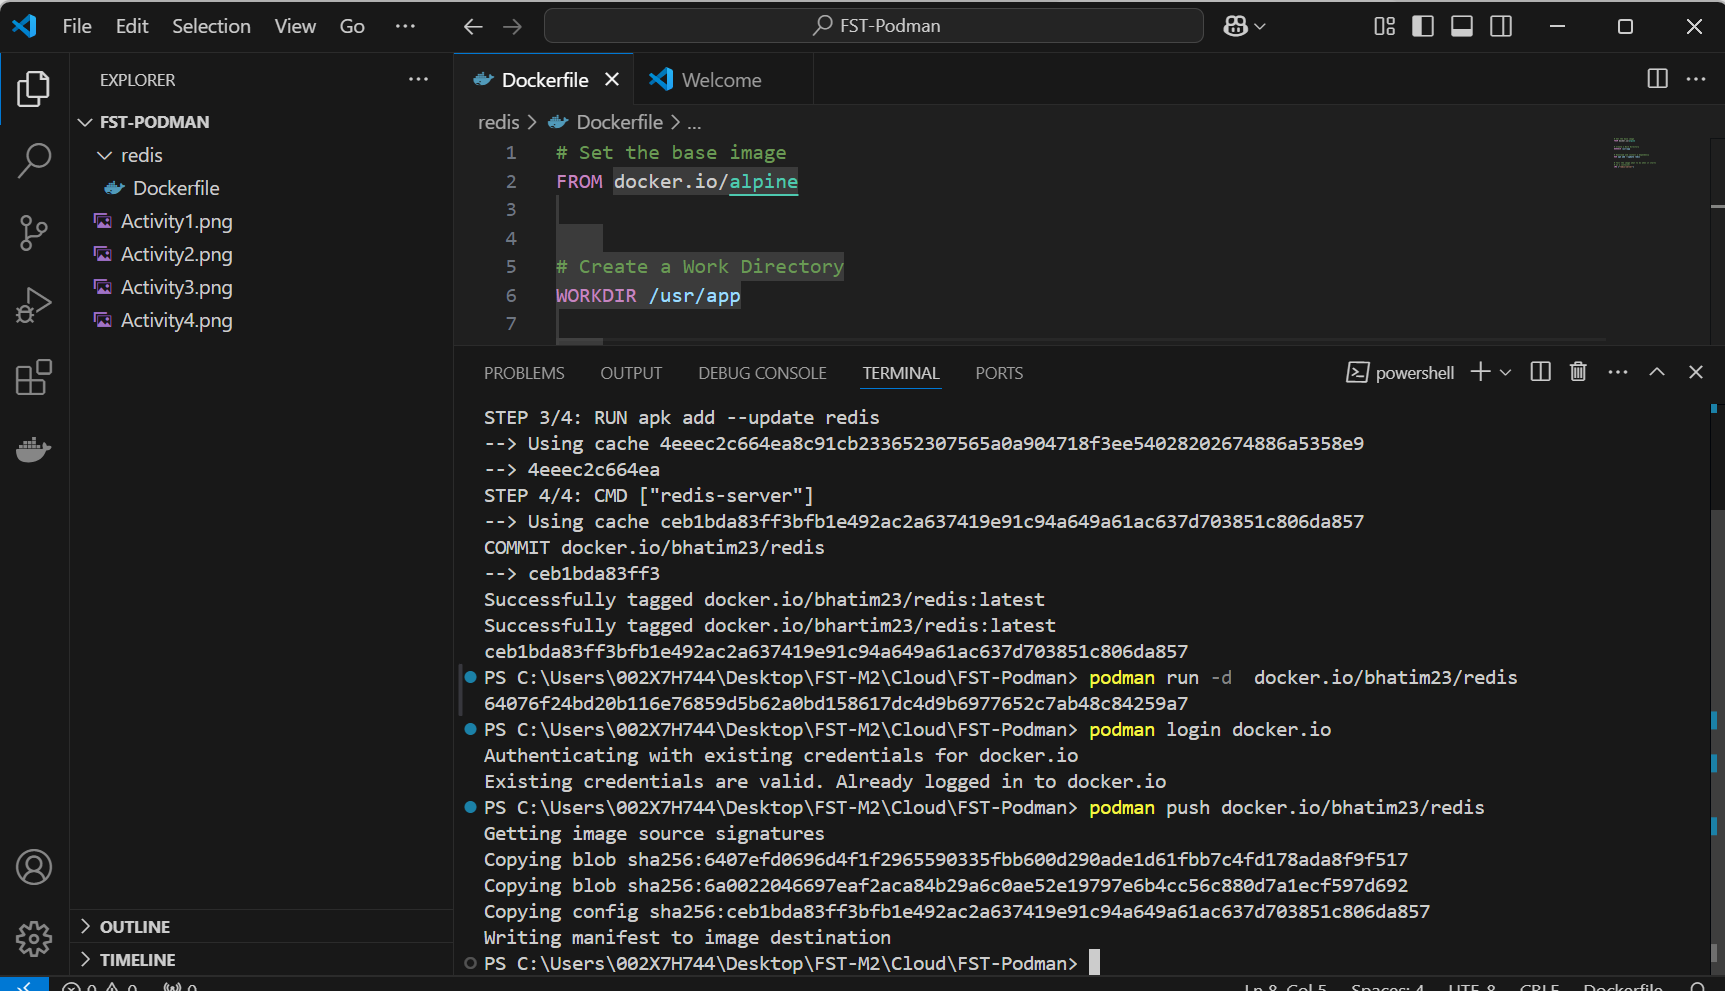 File Edit Selection View Go ... FST-Podman
EXPLORER ...
Dockerfile Welcome ...
FST-PODMAN
redis
Dockerfile
Activity1.png
Activity2.png
Activity3.png
Activity4.png
OUTLINE
TIMELINE
redis > Dockerfile > ...
1 # Set the base image
2 FROM docker.io/alpine
3
4
5 # Create a Work Directory
6 WORKDIR /usr/app
7
PROBLEMS OUTPUT DEBUG CONSOLE TERMINAL PORTS powershell ...
STEP 3/4: RUN apk add --update redis
--> Using cache 4eeec2c664ea8c91cb233652307565a0a904718f3ee54028202674886a5358e9
--> 4eeec2c664ea
STEP 4/4: CMD ["redis-server"]
--> Using cache ceb1bda83ff3bfb1e492ac2a637419e91c94a649a61ac637d703851c806da857
COMMIT docker.io/bhatim23/redis
--> ceb1bda83ff3
Successfully tagged docker.io/bhatim23/redis:latest
Successfully tagged docker.io/bhartim23/redis:latest
ceb1bda83ff3bfb1e492ac2a637419e91c94a649a61ac637d703851c806da857
PS C:\Users\002X7H744\Desktop\FST-M2\Cloud\FST-Podman> podman run -d  docker.io/bhatim23/redis
64076f24bd20b116e76859d5b62a0bd158617dc4d9b6977652c7ab48c84259a7
PS C:\Users\002X7H744\Desktop\FST-M2\Cloud\FST-Podman> podman login docker.io
Authenticating with existing credentials for docker.io
Existing credentials are valid. Already logged in to docker.io
PS C:\Users\002X7H744\Desktop\FST-M2\Cloud\FST-Podman> podman push docker.io/bhatim23/redis
Getting image source signatures
Copying blob sha256:6407efd0696d4f1f2965590335fbb600d290ade1d61fbb7c4fd178ada8f9f517
Copying blob sha256:6a0022046697eaf2aca84b29a6c0ae52e19797e6b4cc56c880d7a1ecf597d692
Copying config sha256:ceb1bda83ff3bfb1e492ac2a637419e91c94a649a61ac637d703851c806da857
Writing manifest to image destination
PS C:\Users\002X7H744\Desktop\FST-M2\Cloud\FST-Podman>
0 0 0 Ln 8, Col 5 Spaces: 4 UTF-8 CRLF Dockerfile